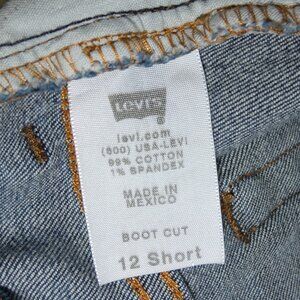 Levi's
®
levi.com
(800) USA-LEVI
99% COTTON
1% SPANDEX
MADE IN
MEXICO
BOOT CUT
12 Short